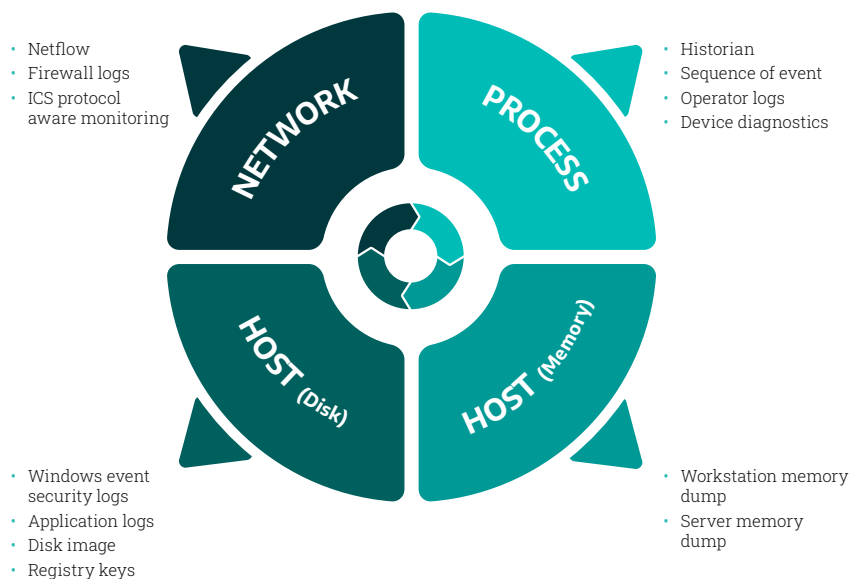 • Netflow
• Firewall logs
• ICS protocol
aware monitoring
NETWORK
PROCESS
• Historian
• Sequence of event
• Operator logs
• Device diagnostics
HOST (Disk)
HOST (Memory)
• Windows event
security logs
• Application logs
• Disk image
• Registry keys
• Workstation memory
dump
• Server memory
dump